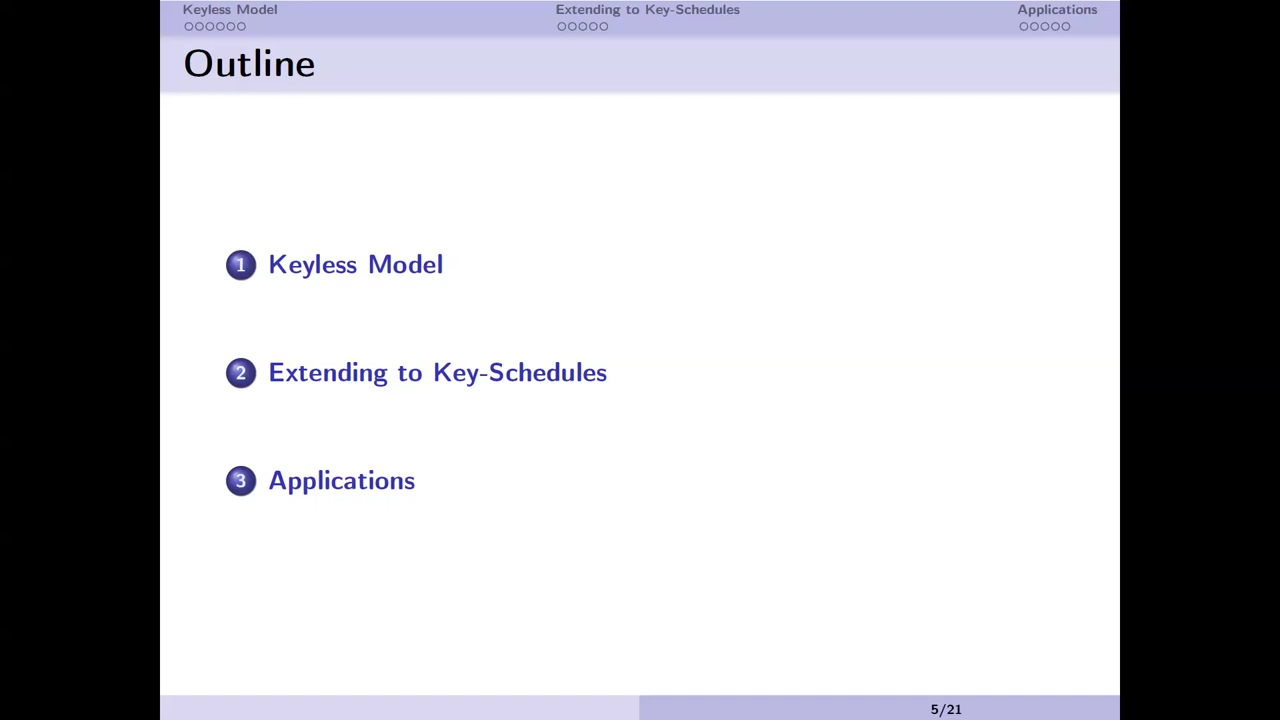 Keyless Model
Extending to Key-Schedules
Applications
Outline
1 Keyless Model
2 Extending to Key-Schedules
3 Applications
5/21